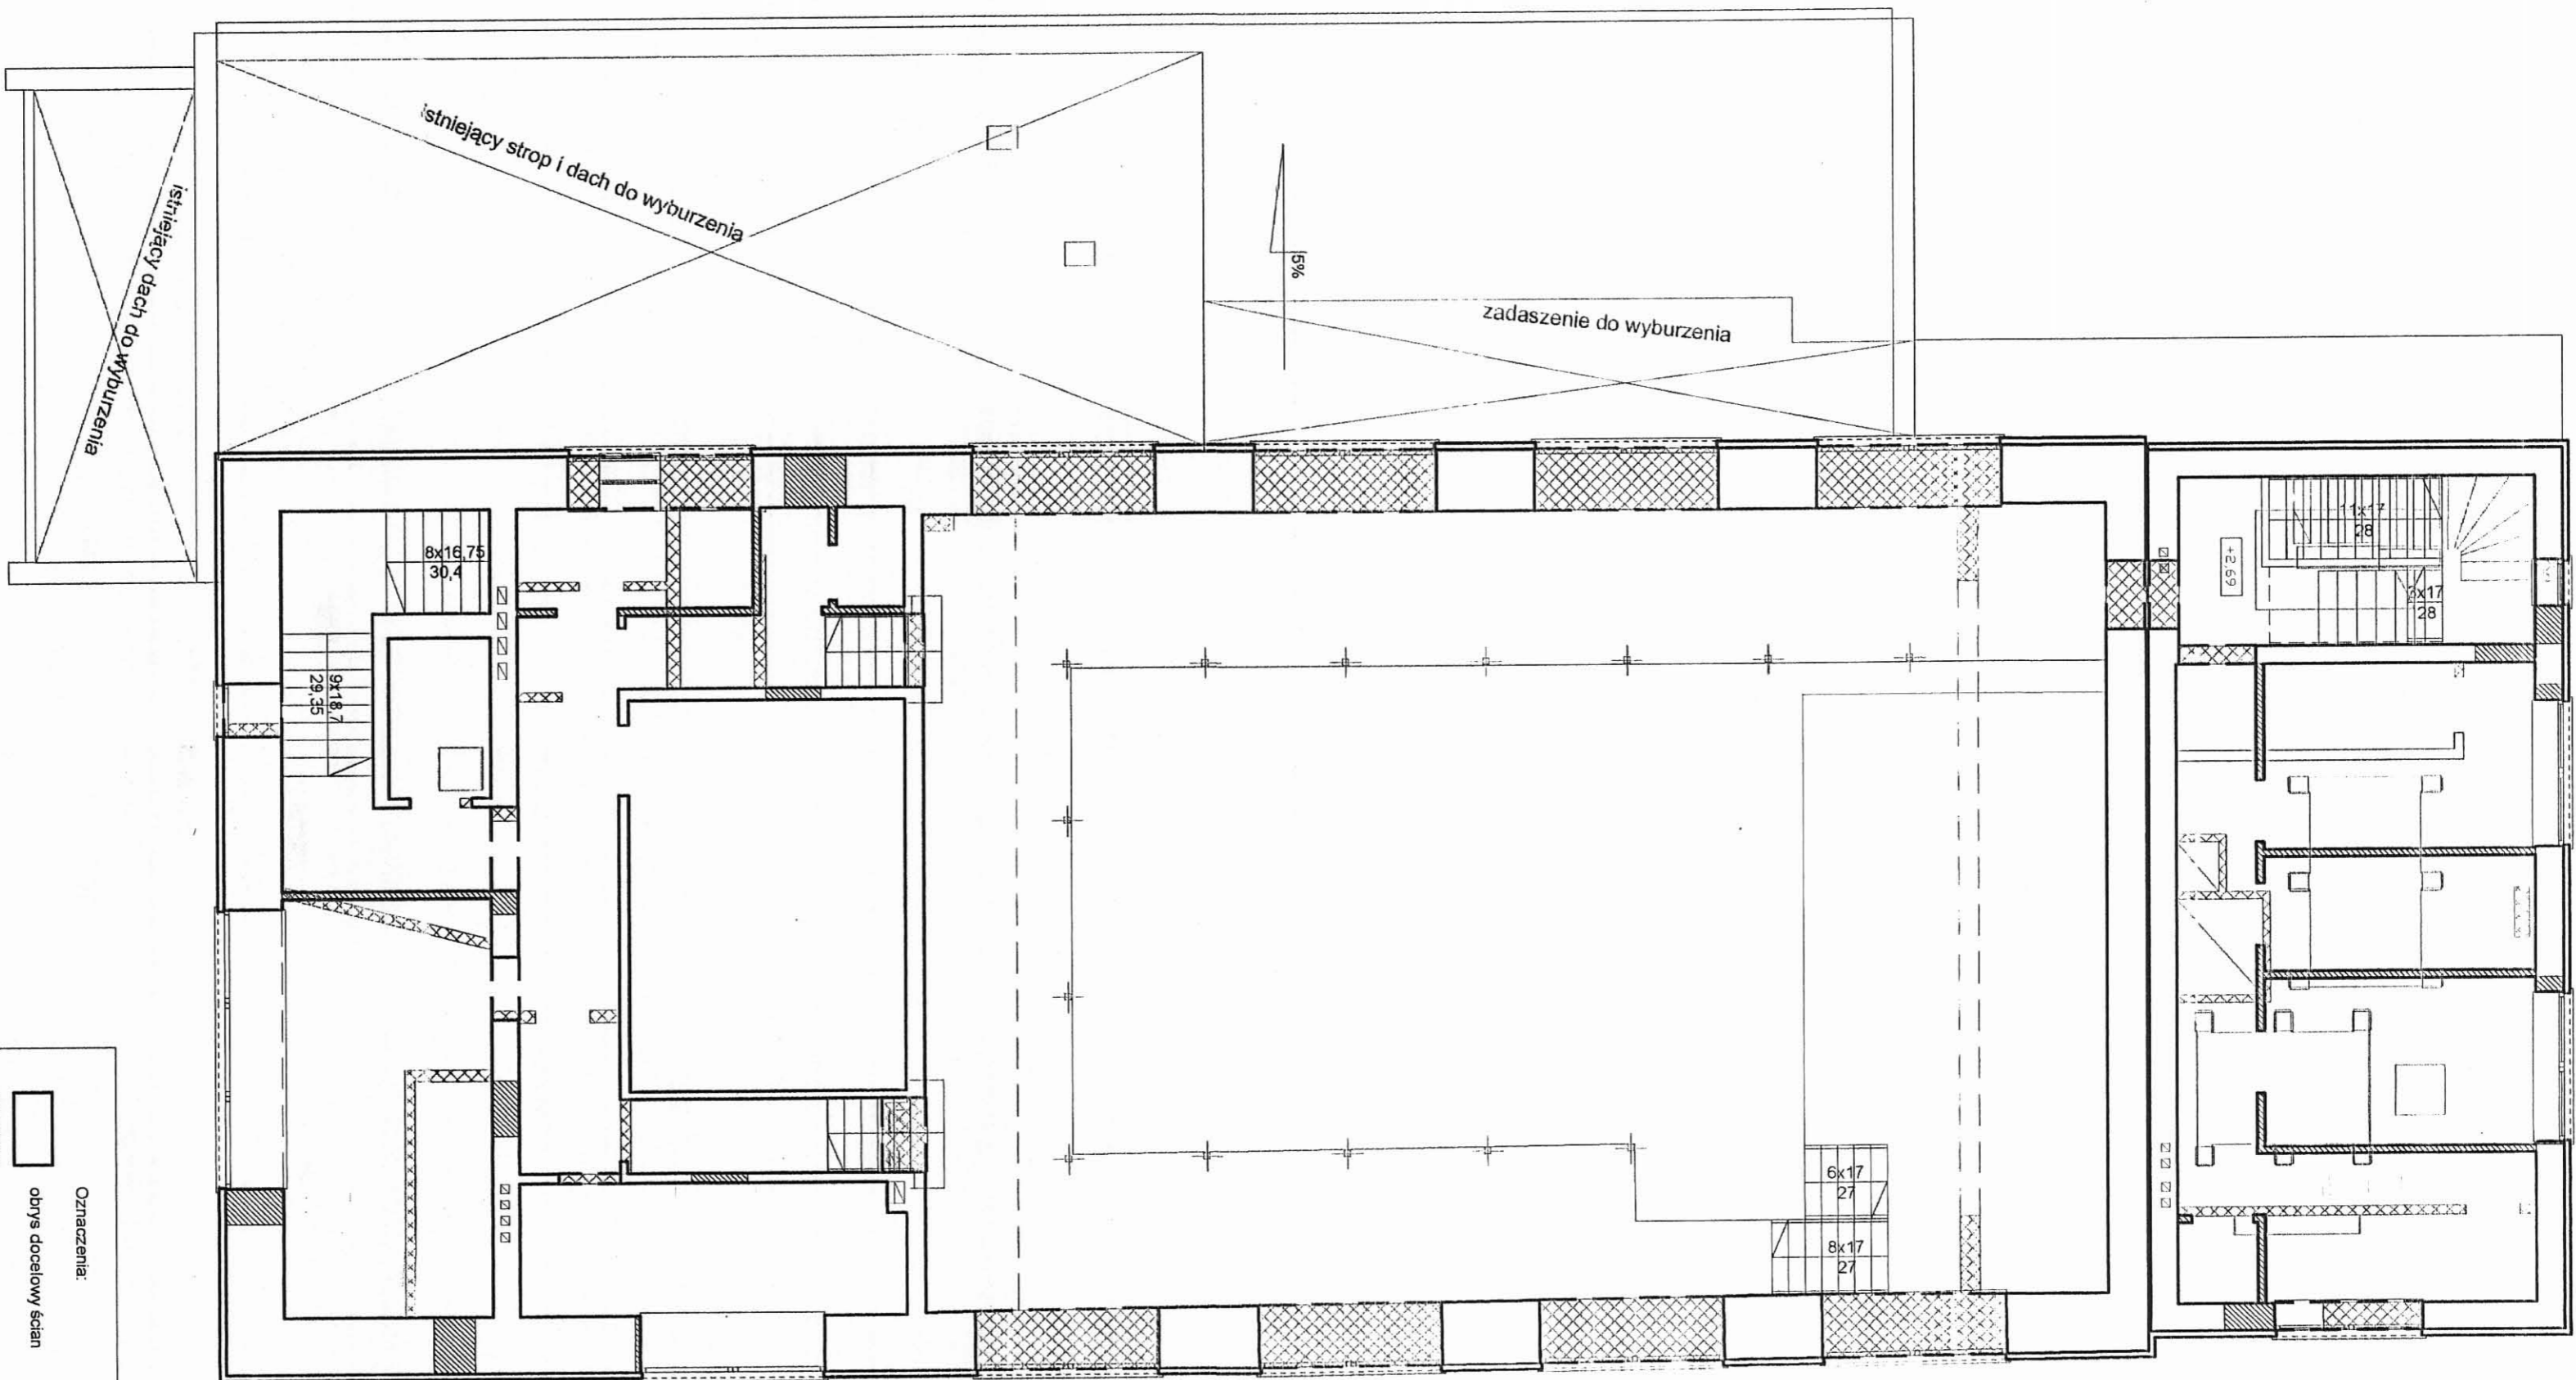 istniejący strop i dach do wyburzenia
istniejący dach do wyburzenia
5%
zadaszenie do wyburzenia
8x16,75
30,4
9x18,7
29,35
28
+2,69
28
6x17
27
8x17
27
Oznaczenia:
obrys docelowy ścian